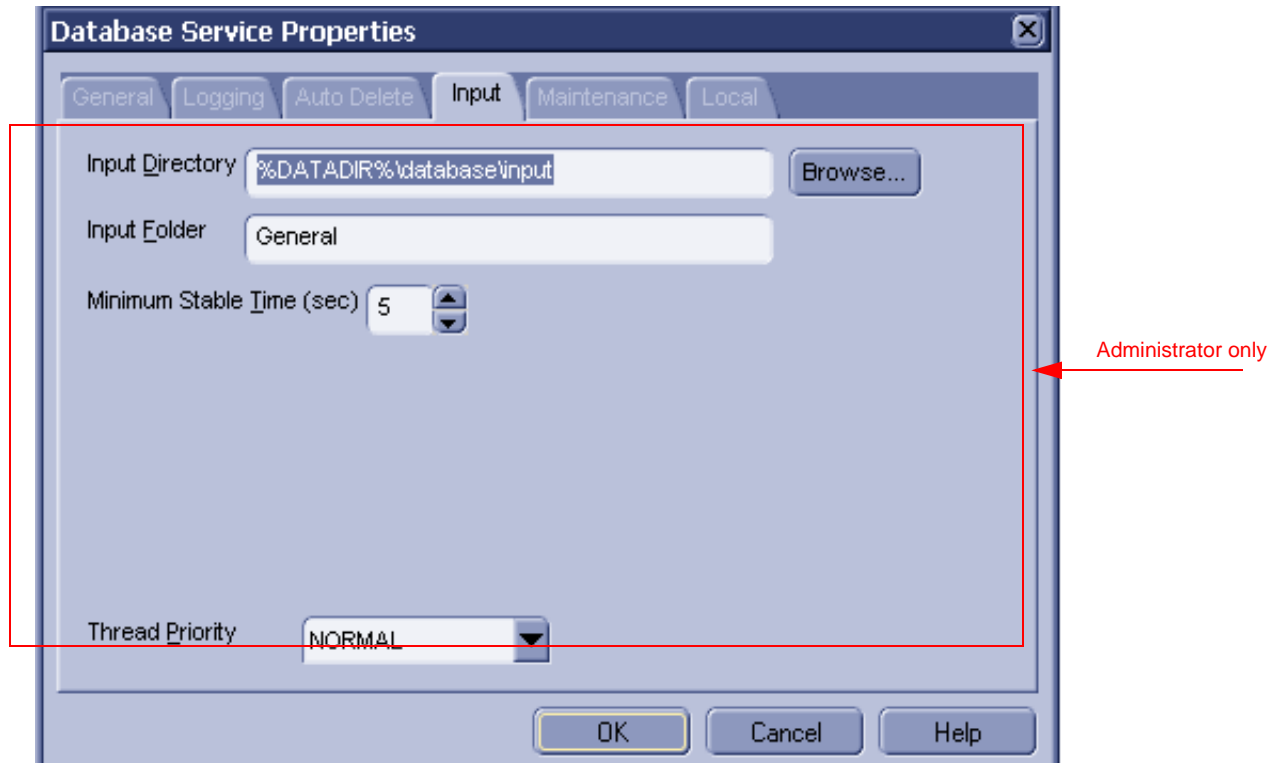 Database Service Properties
General Logging Auto Delete Input Maintenance Local
Input Directory %DATADIR%\database\input Browse...
Input Folder General
Minimum Stable Time (sec) 5
Administrator only
Thread Priority NORMAL
OK Cancel Help